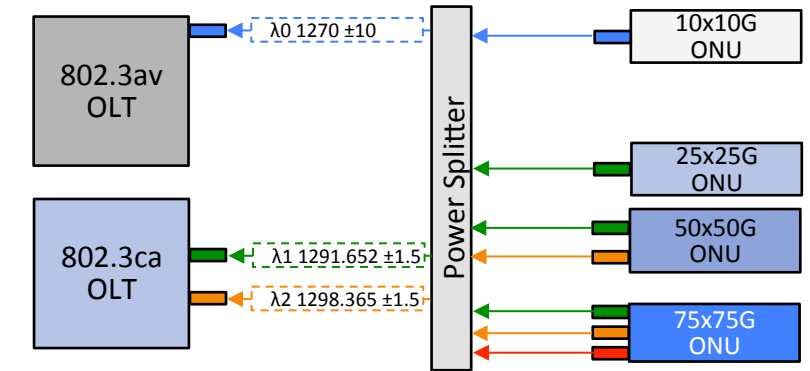 802.3av
OLT
λ0 1270 ±10
10x10G
ONU
Power Splitter
25x25G
ONU
802.3ca
OLT
λ1 1291.652 ±1.5
λ2 1298.365 ±1.5
50x50G
ONU
75x75G
ONU